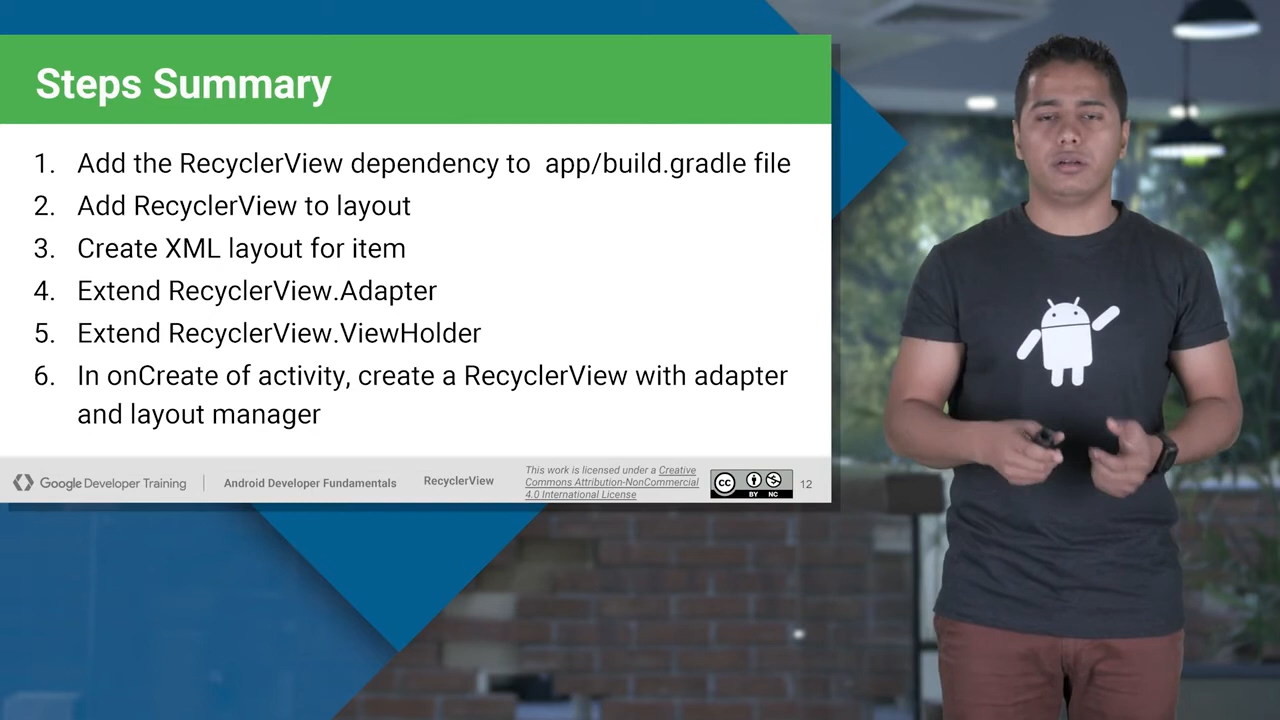 Steps Summary
1. Add the RecyclerView dependency to app/build.gradle file
2. Add RecyclerView to layout
3. Create XML layout for item
4. Extend RecyclerView.Adapter
5. Extend RecyclerView.ViewHolder
6. In onCreate of activity, create a RecyclerView with adapter
and layout manager
Google Developer Training
Android Developer Fundamentals
RecyclerView
This work is licensed under a Creative
Commons Attribution-NonCommercial
4.0 International License
cc
BY NC
12